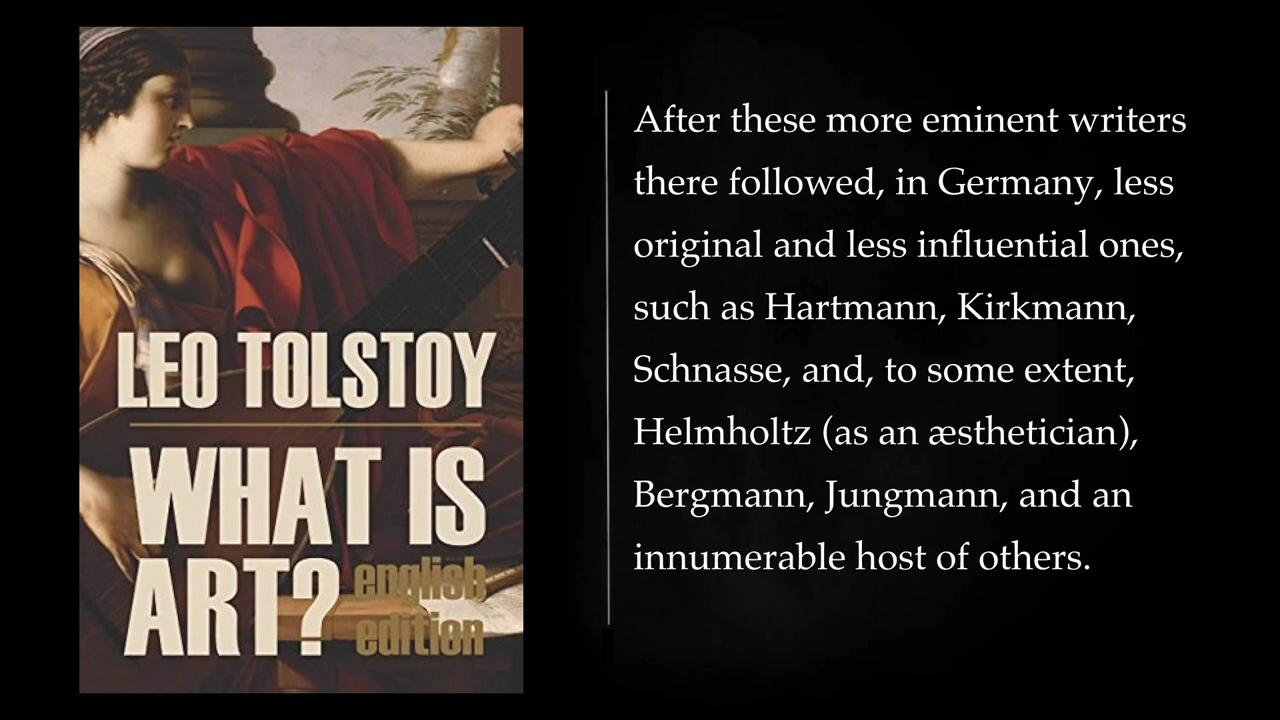 LEO TOLSTOY
WHAT IS
ART?
english
edition
After these more eminent writers
there followed, in Germany, less
original and less influential ones,
such as Hartmann, Kirkmann,
Schnasse, and, to some extent,
Helmholtz (as an æsthetician),
Bergmann, Jungmann, and an
innumerable host of others.